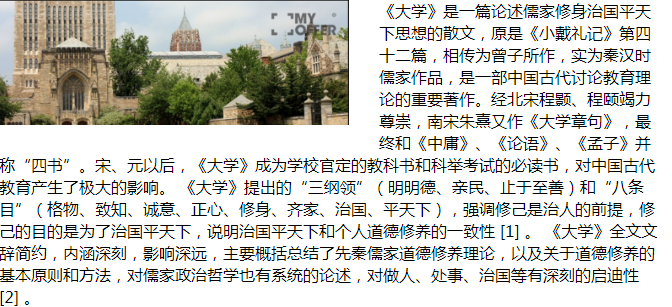 MY
OFFER
《大学》是一篇论述儒家修身治国平天
下思想的散文，原是《小戴礼记》第四
十二篇，相传为曾子所作，实为秦汉时
儒家作品，是一部中国古代讨论教育理
论的重要著作。经北宋程颢、程颐竭力
尊崇，南宋朱熹又作《大学章句》，最
终和《中庸》、《论语》、《孟子》并
称“四书”。宋、元以后，《大学》成为学校官定的教科书和科举考试的必读书，对中国古代
教育产生了极大的影响。 《大学》提出的“三纲领”（明明德、亲民、止于至善）和“八条
目”（格物、致知、诚意、正心、修身、齐家、治国、平天下），强调修己是治人的前提，修
己的目的是为了治国平天下，说明治国平天下和个人道德修养的一致性 [1] 。 《大学》全文文
辞简约，内涵深刻，影响深远，主要概括总结了先秦儒家道德修养理论，以及关于道德修养的
基本原则和方法，对儒家政治哲学也有系统的论述，对做人、处事、治国等有深刻的启迪性
[2] 。